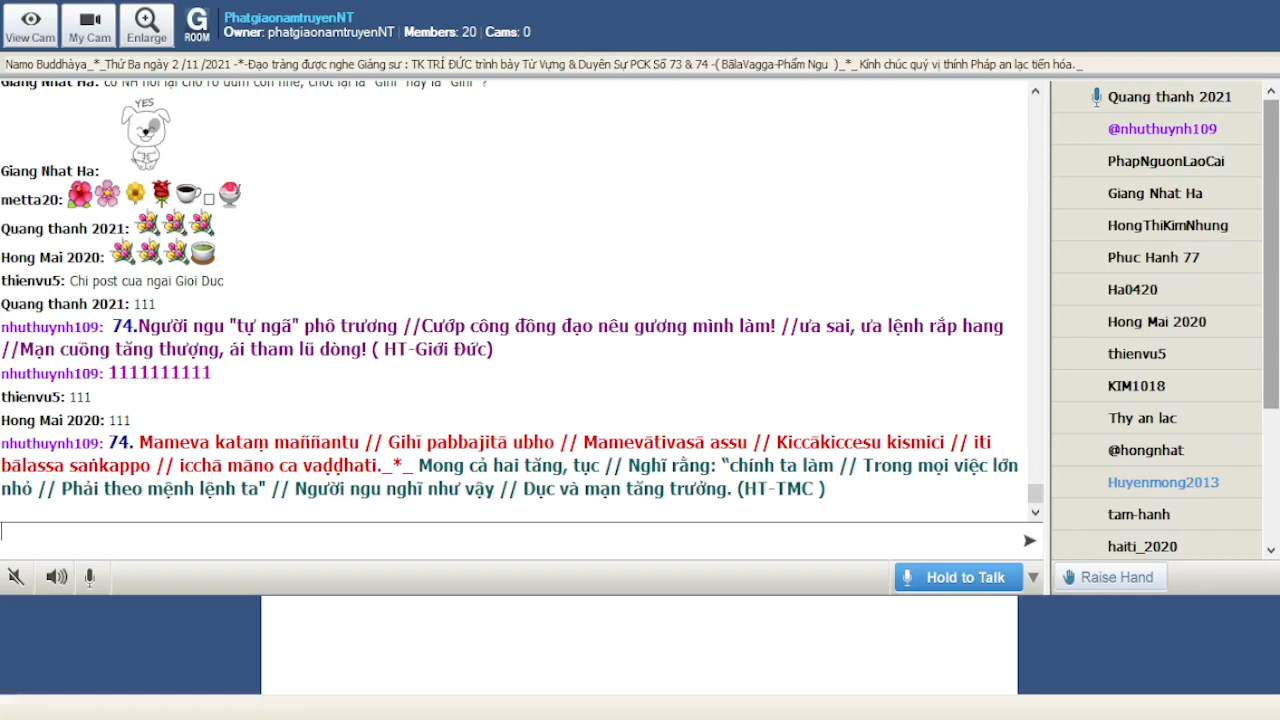 View Cam
My Cam
Enlarge
G
ROOM
PhatgiaonamtruyenNT
Owner: phatgiaonamtruyenNT | Members: 20 | Cams: 0
Namo Buddhàya_*_Thứ Ba ngày 2 /11 /2021 -*-Đạo tràng được nghe Giảng sư : TK TRÍ ĐỨC trình bày Từ Vựng & Duyên Sự PCK Số 73 & 74 -( BālaVagga-Phẩm Ngu )_*_ Kính chúc quý vị thính Pháp an lạc tiến hóa._
Giang Nhat Ha:
YES
Giang Nhat Ha:
metta20:
Quang thanh 2021:
Hong Mai 2020:
thienvu5: Chi post cua ngai Gioi Duc
Quang thanh 2021: 111
nhuthuynh109: 74.Người ngu "tự ngã" phô trương //Cướp công đồng đạo nêu gương mình làm! //ưa sai, ưa lệnh rắp hang
//Mạn cuồng tăng thượng, ái tham lũ dòng! ( HT-Giới Đức)
nhuthuynh109: 1111111111
thienvu5: 111
Hong Mai 2020: 111
nhuthuynh109: 74. Mameva kataṃ maññantu // Gihī pabbajitā ubho // Mamevātivasā assu // Kiccākiccesu kismici // iti
bālassa saṅkappo // icchā māno ca vaḍḍhati._*_ Mong cả hai tăng, tục // Nghĩ rằng: “chính ta làm // Trong mọi việc lớn
nhỏ // Phải theo mệnh lệnh ta" // Người ngu nghĩ như vậy // Dục và mạn tăng trưởng. (HT-TMC )
Hold to Talk
Quang thanh 2021
@nhuthuynh109
PhapNguonLaoCai
Giang Nhat Ha
HongThiKimNhung
Phuc Hanh 77
Ha0420
Hong Mai 2020
thienvu5
KIM1018
Thy an lac
@hongnhat
Huyenmong2013
tam-hanh
haiti_2020
Raise Hand